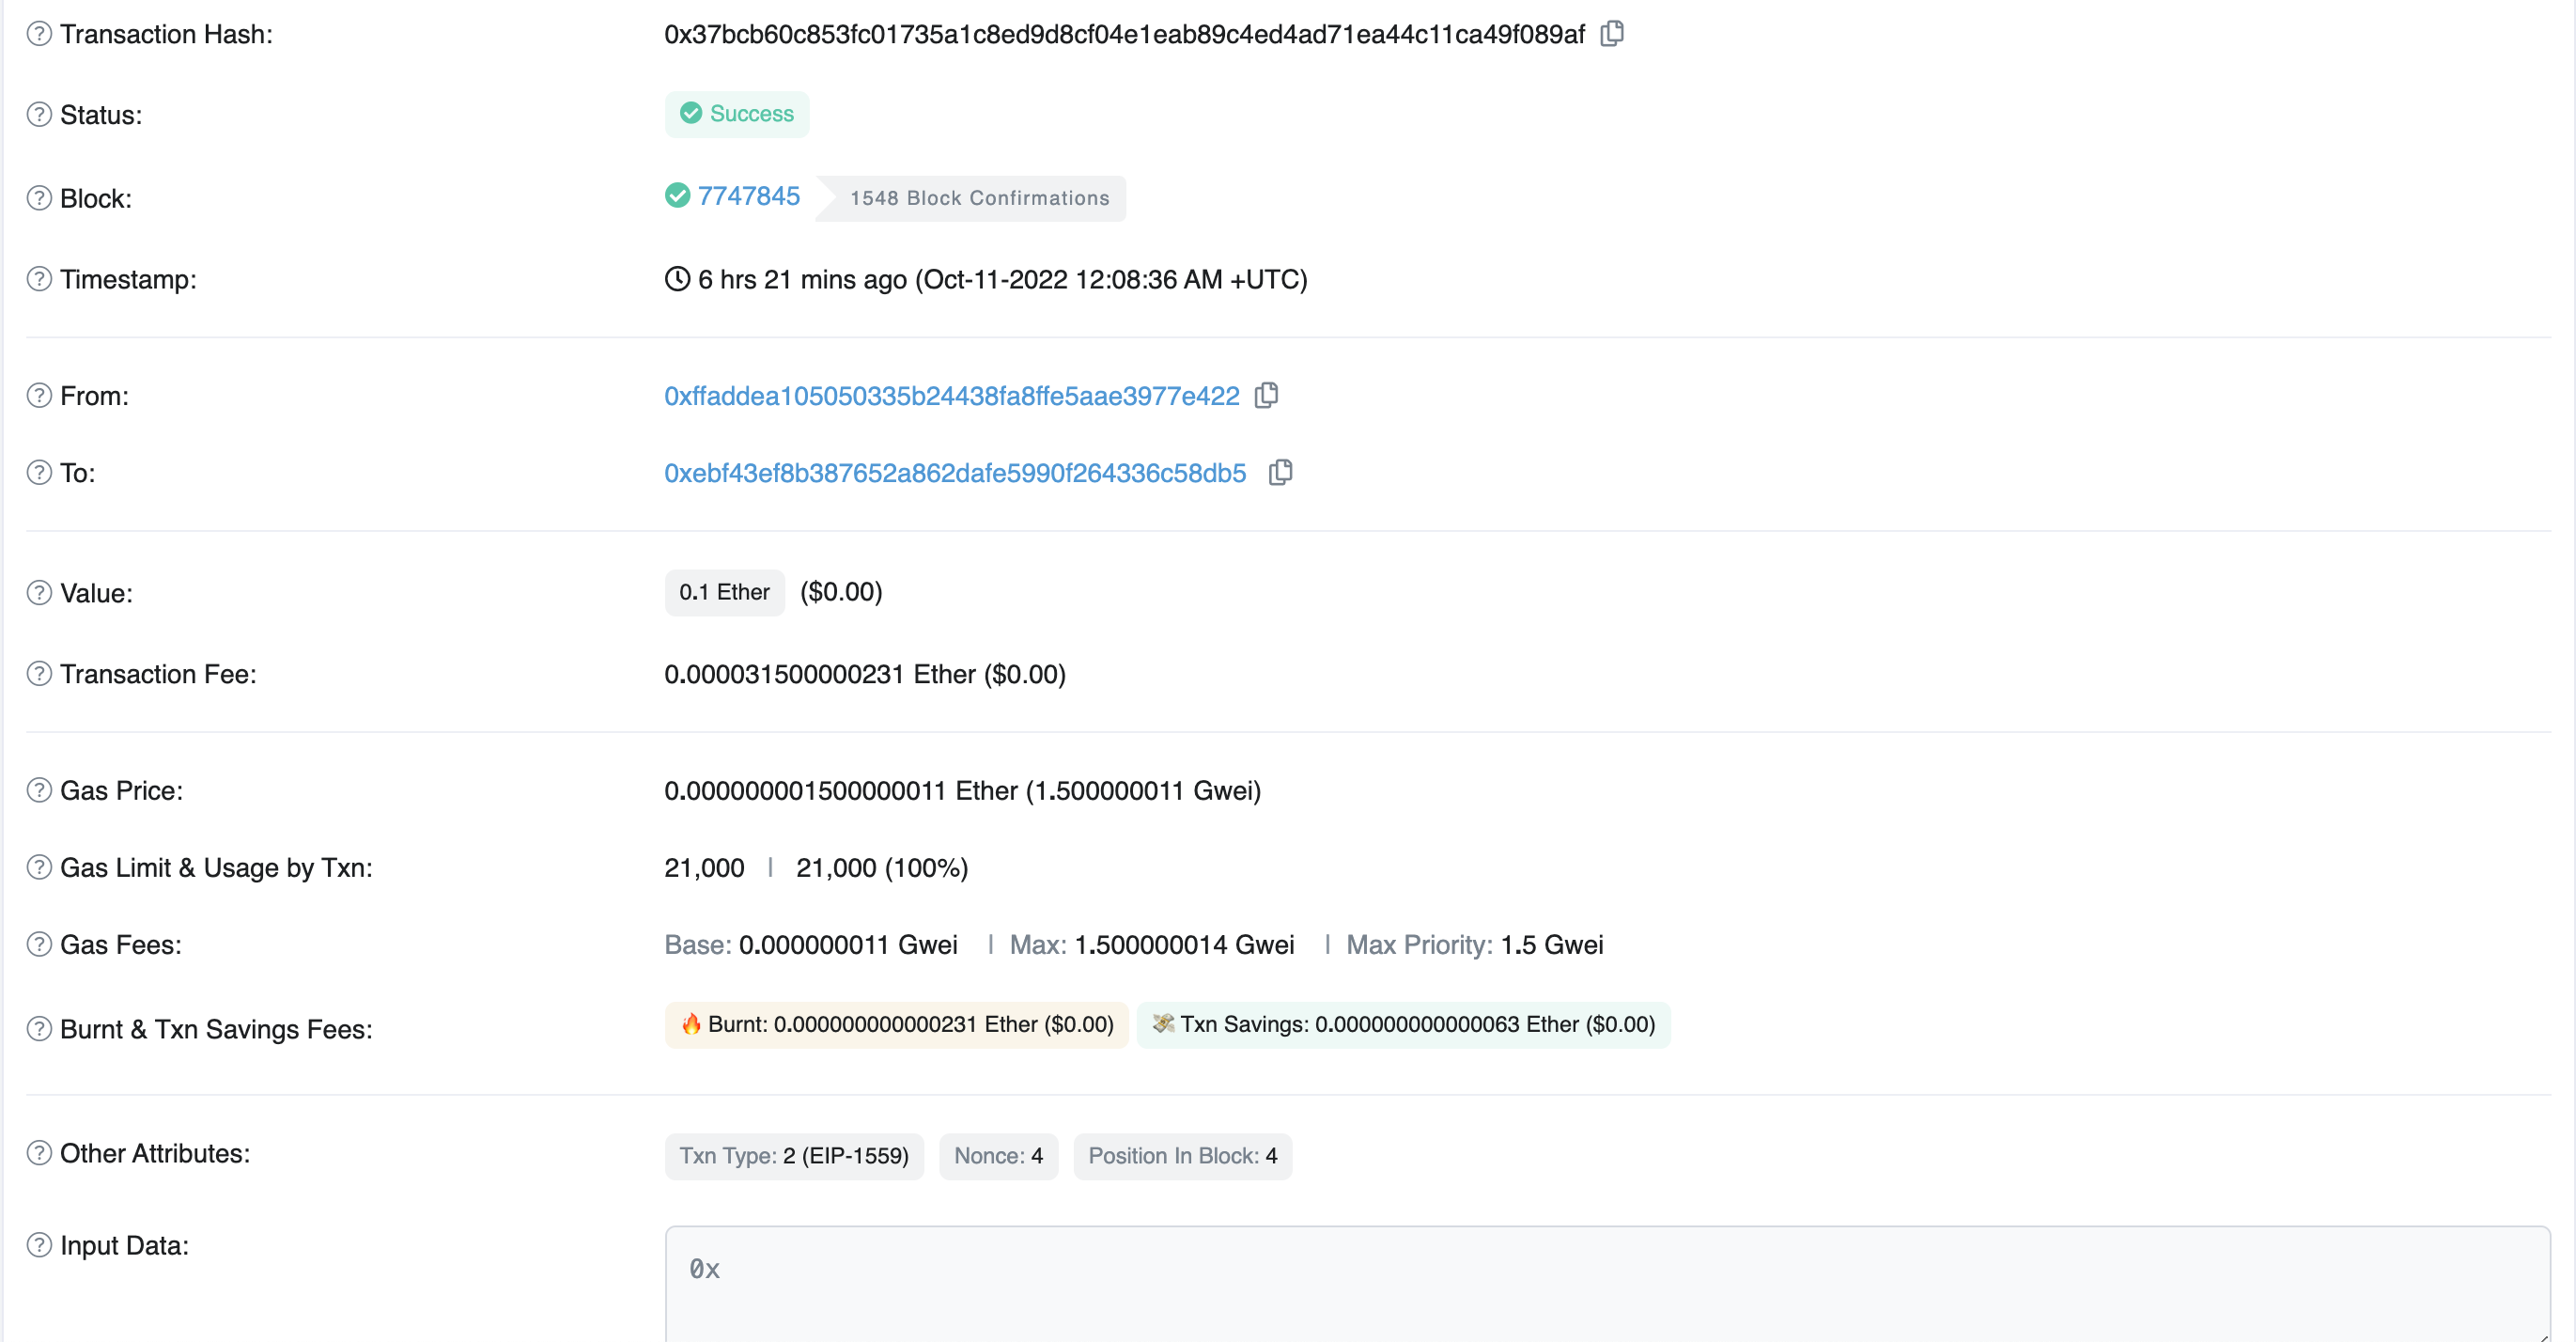 Transaction Hash: 0x37bcb60c853fc01735a1c8ed9d8cf04e1eab89c4ed4ad71ea44c11ca49f089af
Status: Success
Block: 7747845 1548 Block Confirmations
Timestamp: 6 hrs 21 mins ago (Oct-11-2022 12:08:36 AM +UTC)
From: 0xffaddea105050335b24438fa8ffe5aae3977e422
To: 0xebf43ef8b387652a862dafe5990f264336c58db5
Value: 0.1 Ether ($0.00)
Transaction Fee: 0.000031500000231 Ether ($0.00)
Gas Price: 0.000000001500000011 Ether (1.500000011 Gwei)
Gas Limit & Usage by Txn: 21,000 | 21,000 (100%)
Gas Fees: Base: 0.000000011 Gwei | Max: 1.500000014 Gwei | Max Priority: 1.5 Gwei
Burnt & Txn Savings Fees: 🔥 Burnt: 0.000000000000231 Ether ($0.00) 💸 Txn Savings: 0.000000000000063 Ether ($0.00)
Other Attributes: Txn Type: 2 (EIP-1559) Nonce: 4 Position In Block: 4
Input Data: 0x